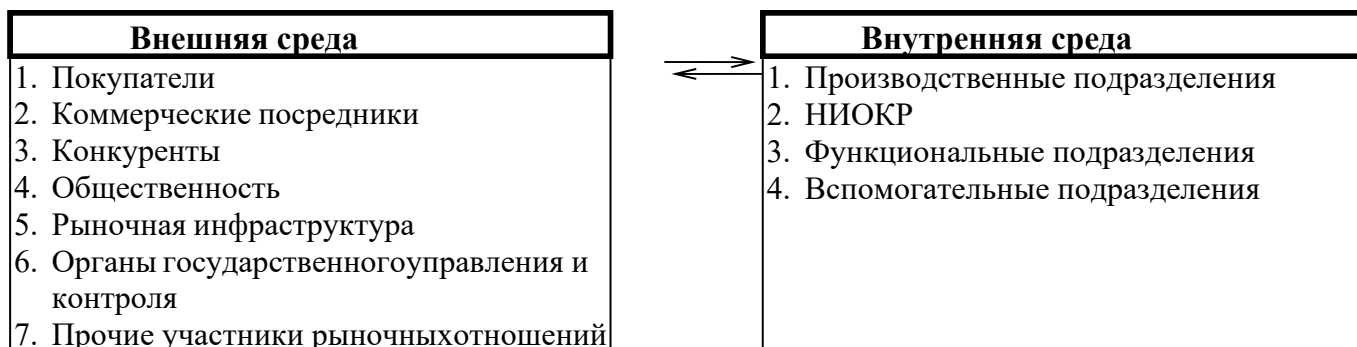 Внешняя среда
1. Покупатели
2. Коммерческие посредники
3. Конкуренты
4. Общественность
5. Рыночная инфраструктура
6. Органы государственногоуправления и
контроля
7. Прочие участники рыночныхотношений
Внутренняя среда
1. Производственные подразделения
2. НИОКР
3. Функциональные подразделения
4. Вспомогательные подразделения